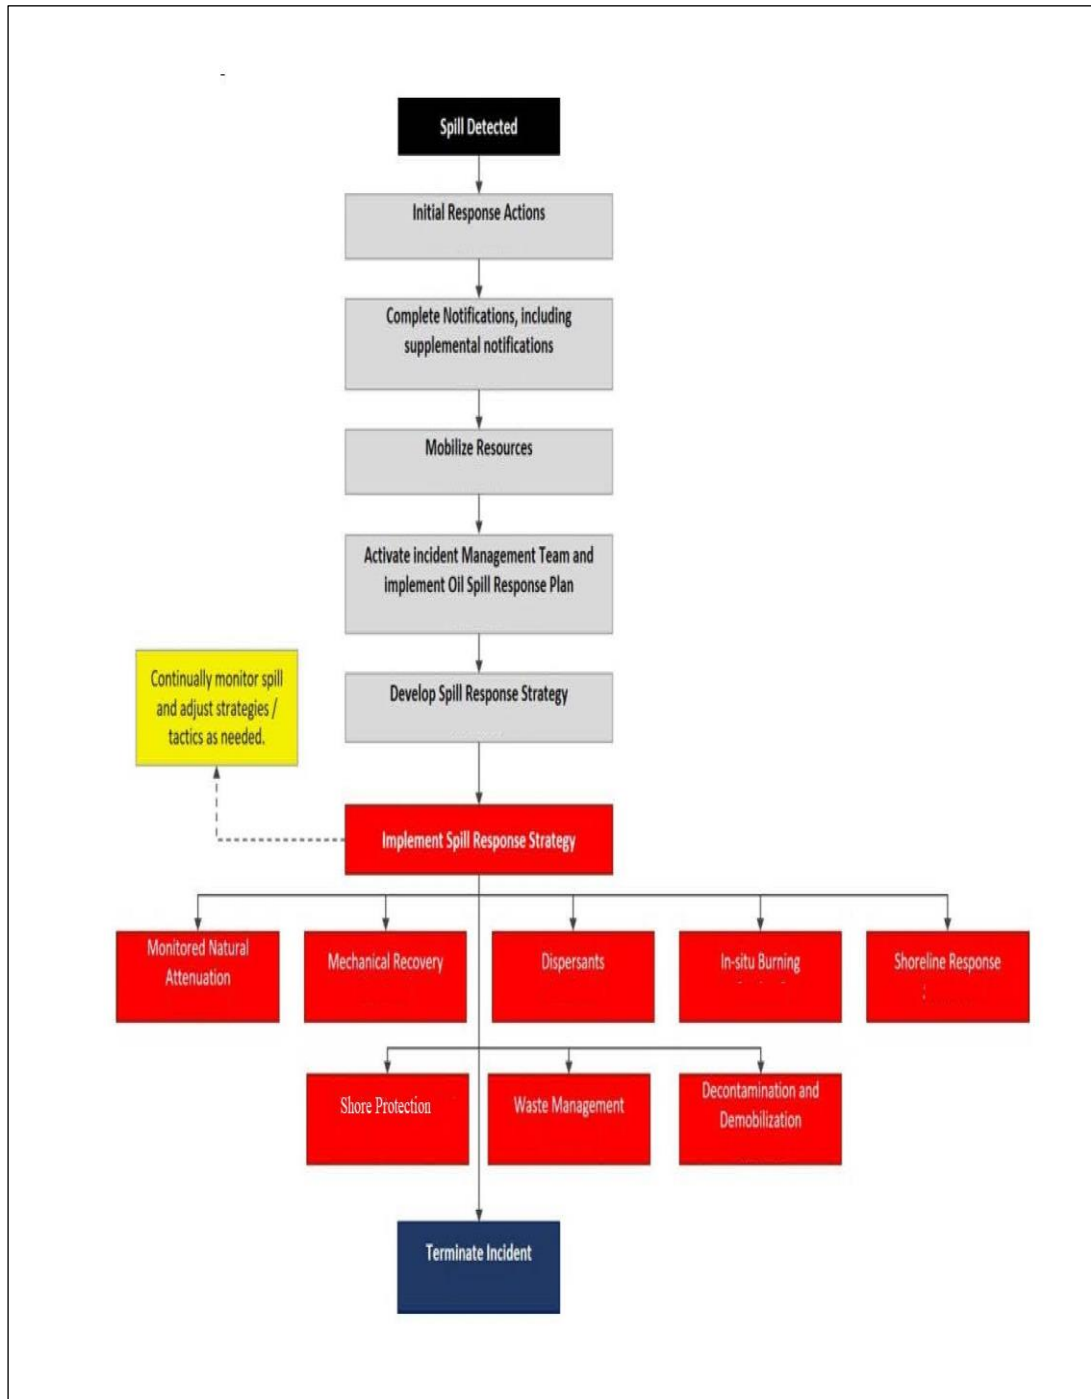 Spill Detected
Initial Response Actions
Complete Notifications, including
supplemental notifications
Mobilize Resources
Activate incident Management Team and
implement Oil Spill Response Plan
Develop Spill Response Strategy
Continually monitor spill
and adjust strategies /
tactics as needed.
Implement Spill Response Strategy
Monitored Natural
Attenuation
Mechanical Recovery
Dispersants
In-situ Burning
Shoreline Response
Shore Protection
Waste Management
Decontamination and
Demobilization
Terminate Incident